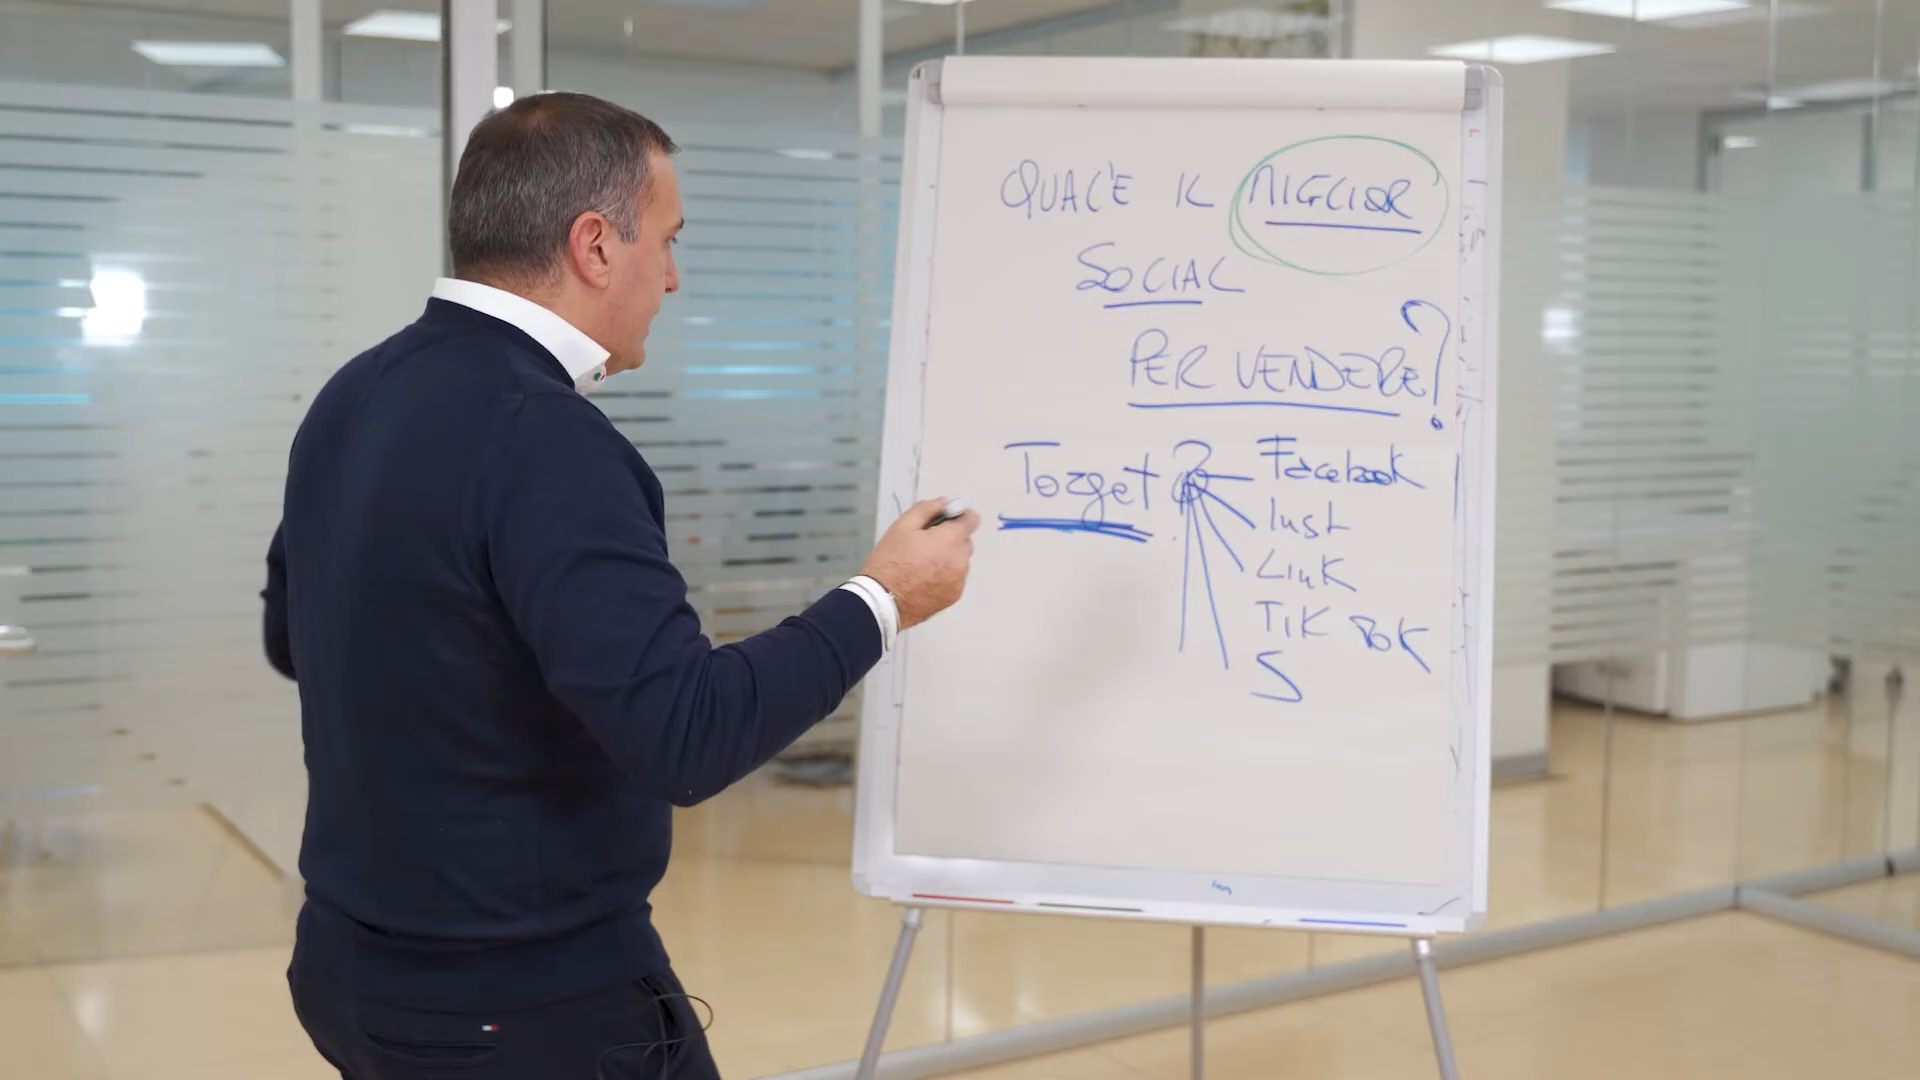 QUAL'È IL MIGLIOR
SOCIAL
PER VENDERE?
Target ?
Facebook
Inst
Link
TIK TOK
S